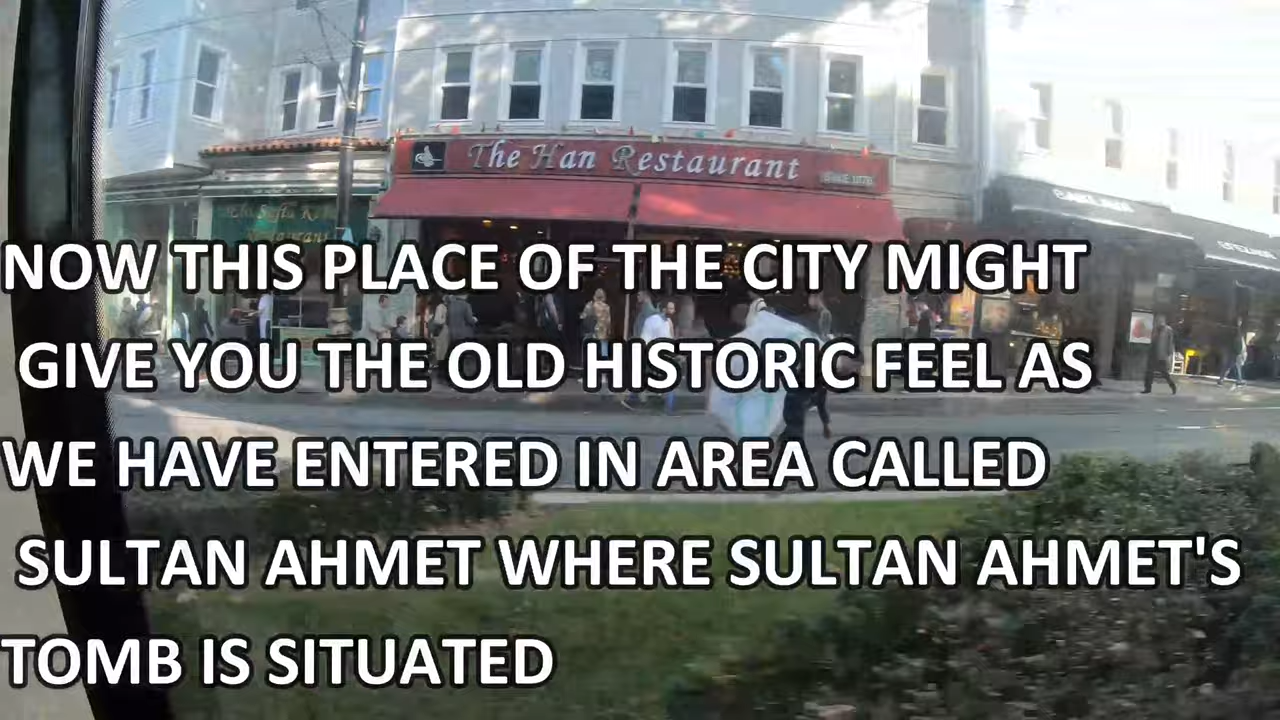 The Han Restaurant
NOW THIS PLACE OF THE CITY MIGHT
GIVE YOU THE OLD HISTORIC FEEL AS
WE HAVE ENTERED IN AREA CALLED
SULTAN AHMET WHERE SULTAN AHMET'S
TOMB IS SITUATED